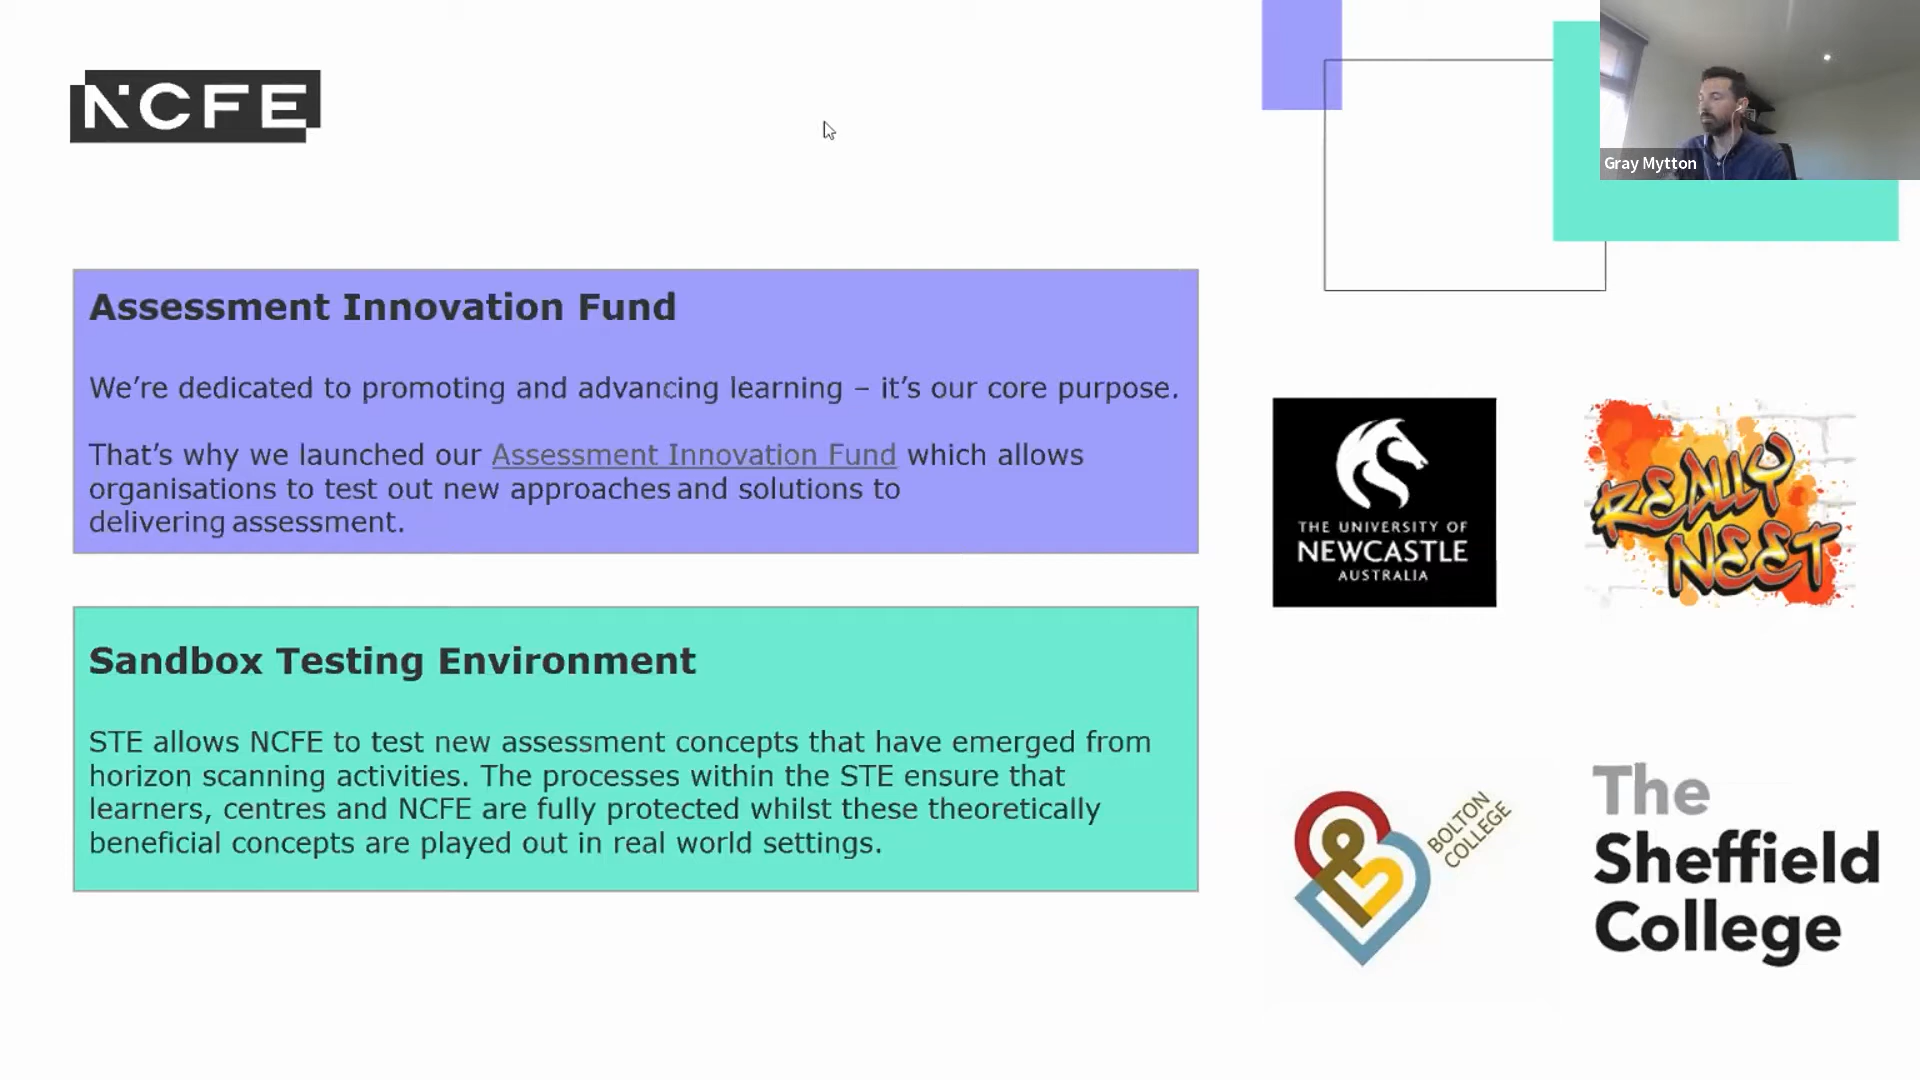 NCFE
Gray Mytton
Assessment Innovation Fund
We’re dedicated to promoting and advancing learning – it’s our core purpose.
That’s why we launched our Assessment Innovation Fund which allows
organisations to test out new approaches and solutions to
delivering assessment.
THE UNIVERSITY OF
NEWCASTLE
AUSTRALIA
REALLY
NEET
Sandbox Testing Environment
STE allows NCFE to test new assessment concepts that have emerged from
horizon scanning activities. The processes within the STE ensure that
learners, centres and NCFE are fully protected whilst these theoretically
beneficial concepts are played out in real world settings.
BOLTON
COLLEGE
The
Sheffield
College